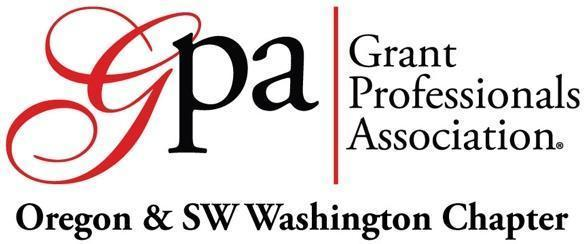 Gpa
Grant
Professionals
Association®
Oregon & SW Washington Chapter